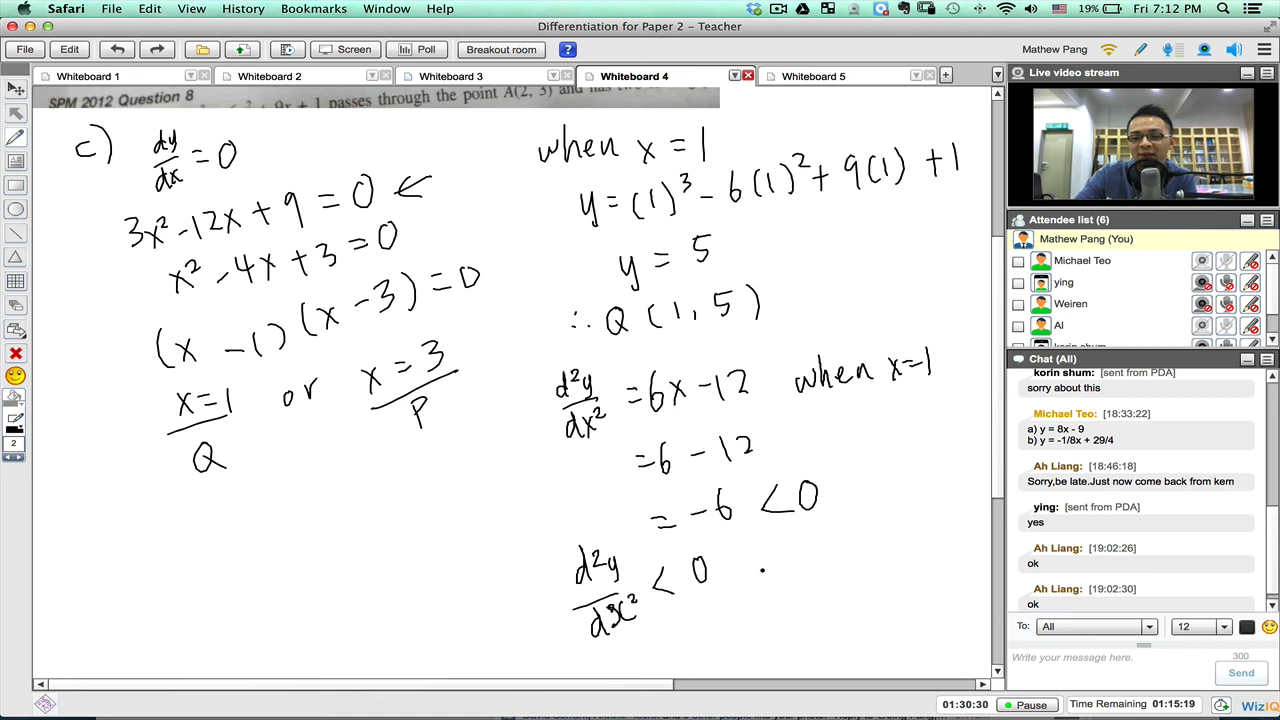 Safari File Edit View History Bookmarks Window Help
19% Fri 7:12 PM
Differentiation for Paper 2 - Teacher
File Edit Screen Poll Breakout room ?
Mathew Pang
Whiteboard 1 Whiteboard 2 Whiteboard 3 Whiteboard 4 Whiteboard 5
SPM 2012 Question 8
+ 9x + 1 passes through the point A(2, 3) and has two
c) dy/dx = 0
3x² - 12x + 9 = 0 ←
x² - 4x + 3 = 0
(x - 1)(x - 3) = 0
x = 1 or x = 3
Q P
when x = 1
y = (1)³ - 6(1)² + 9(1) + 1
y = 5
∴ Q (1, 5)
d²y/dx² = 6x - 12 when x=1
= 6 - 12
= -6 < 0
d²y/dx² < 0
2
Live video stream
Attendee list (6)
Mathew Pang (You)
Michael Teo
ying
Weiren
Al
korin shum
Chat (All)
korin shum: [sent from PDA]
sorry about this
Michael Teo: [18:33:22]
a) y = 8x - 9
b) y = -1/8x + 29/4
Ah Liang: [18:46:18]
Sorry,be late.Just now come back from kem
ying: [sent from PDA]
yes
Ah Liang: [19:02:26]
ok
Ah Liang: [19:02:30]
ok
To: All 12
Write your message here. 300
Send
01:30:30 Pause Time Remaining 01:15:19 WizIQ